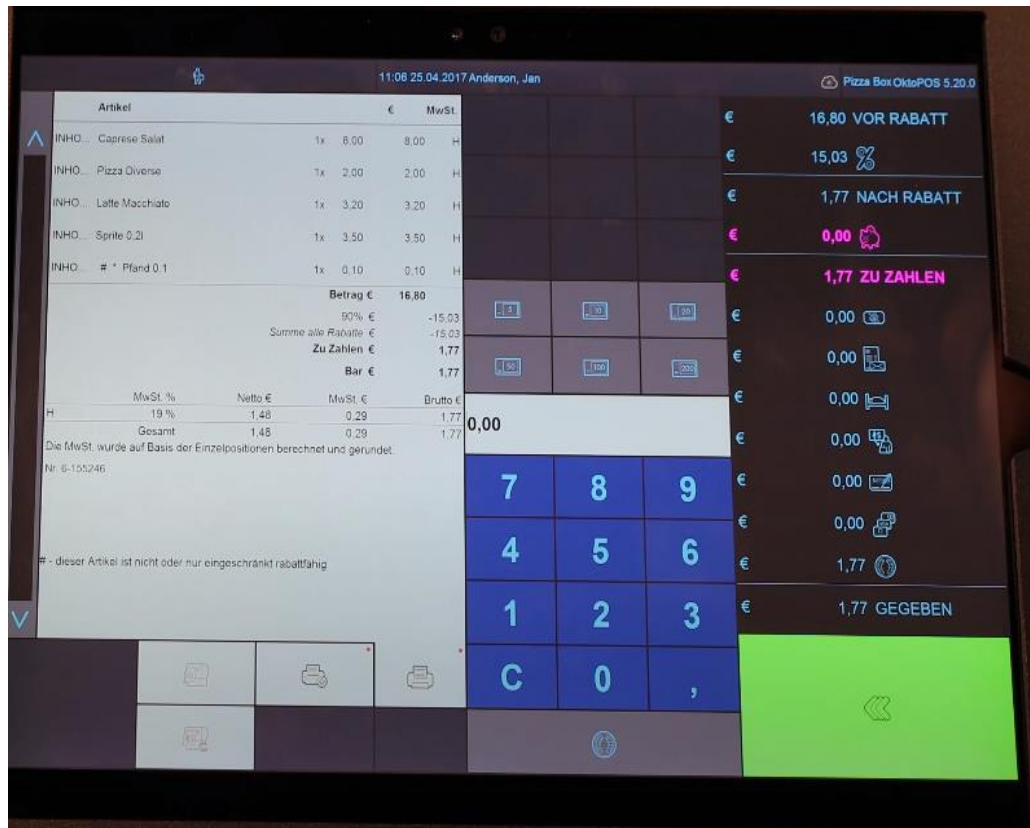 11:06 25.04.2017 Anderson, Jan
Pizza Box OktoPOS 5.20.0
Artikel € MwSt.
INHO... Caprese Salat 1x 8,00 8,00 H
INHO... Pizza Diverse 1x 2,00 2,00 H
INHO... Latte Macchiato 1x 3,20 3,20 H
INHO... Sprite 0,2l 1x 3,50 3,50 H
INHO... # * Pfand 0.1 1x 0,10 0,10 H
Betrag € 16,80
90% € -15,03
Summe alle Rabatte € -15,03
Zu Zahlen € 1,77
Bar € 1,77
MwSt. % Netto € MwSt. € Brutto €
H 19 % 1,48 0,29 1,77
Gesamt 1,48 0,29 1,77
Die MwSt. wurde auf Basis der Einzelpositionen berechnet und gerundet.
Nr. 6-155246
# - dieser Artikel ist nicht oder nur eingeschränkt rabattfähig
5 10 20
50 100 200
0,00
7 8 9
4 5 6
1 2 3
C 0 ,
€ 16,80 VOR RABATT
€ 15,03
€ 1,77 NACH RABATT
€ 0,00
€ 1,77 ZU ZAHLEN
€ 0,00
€ 0,00
€ 0,00
€ 0,00
€ 0,00
€ 0,00
€ 1,77
€ 1,77 GEGEBEN